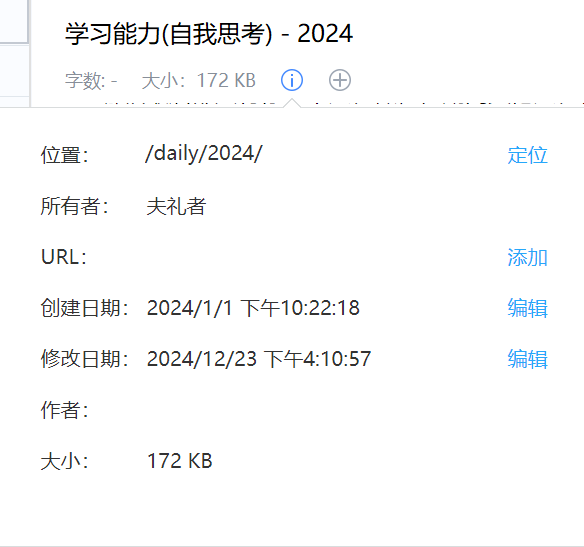 学习能力(自我思考) - 2024
字数: - 大小: 172 KB
位置: /daily/2024/ 定位
所有者: 夫礼者
URL: 添加
创建日期: 2024/1/1 下午10:22:18 编辑
修改日期: 2024/12/23 下午4:10:57 编辑
作者:
大小: 172 KB